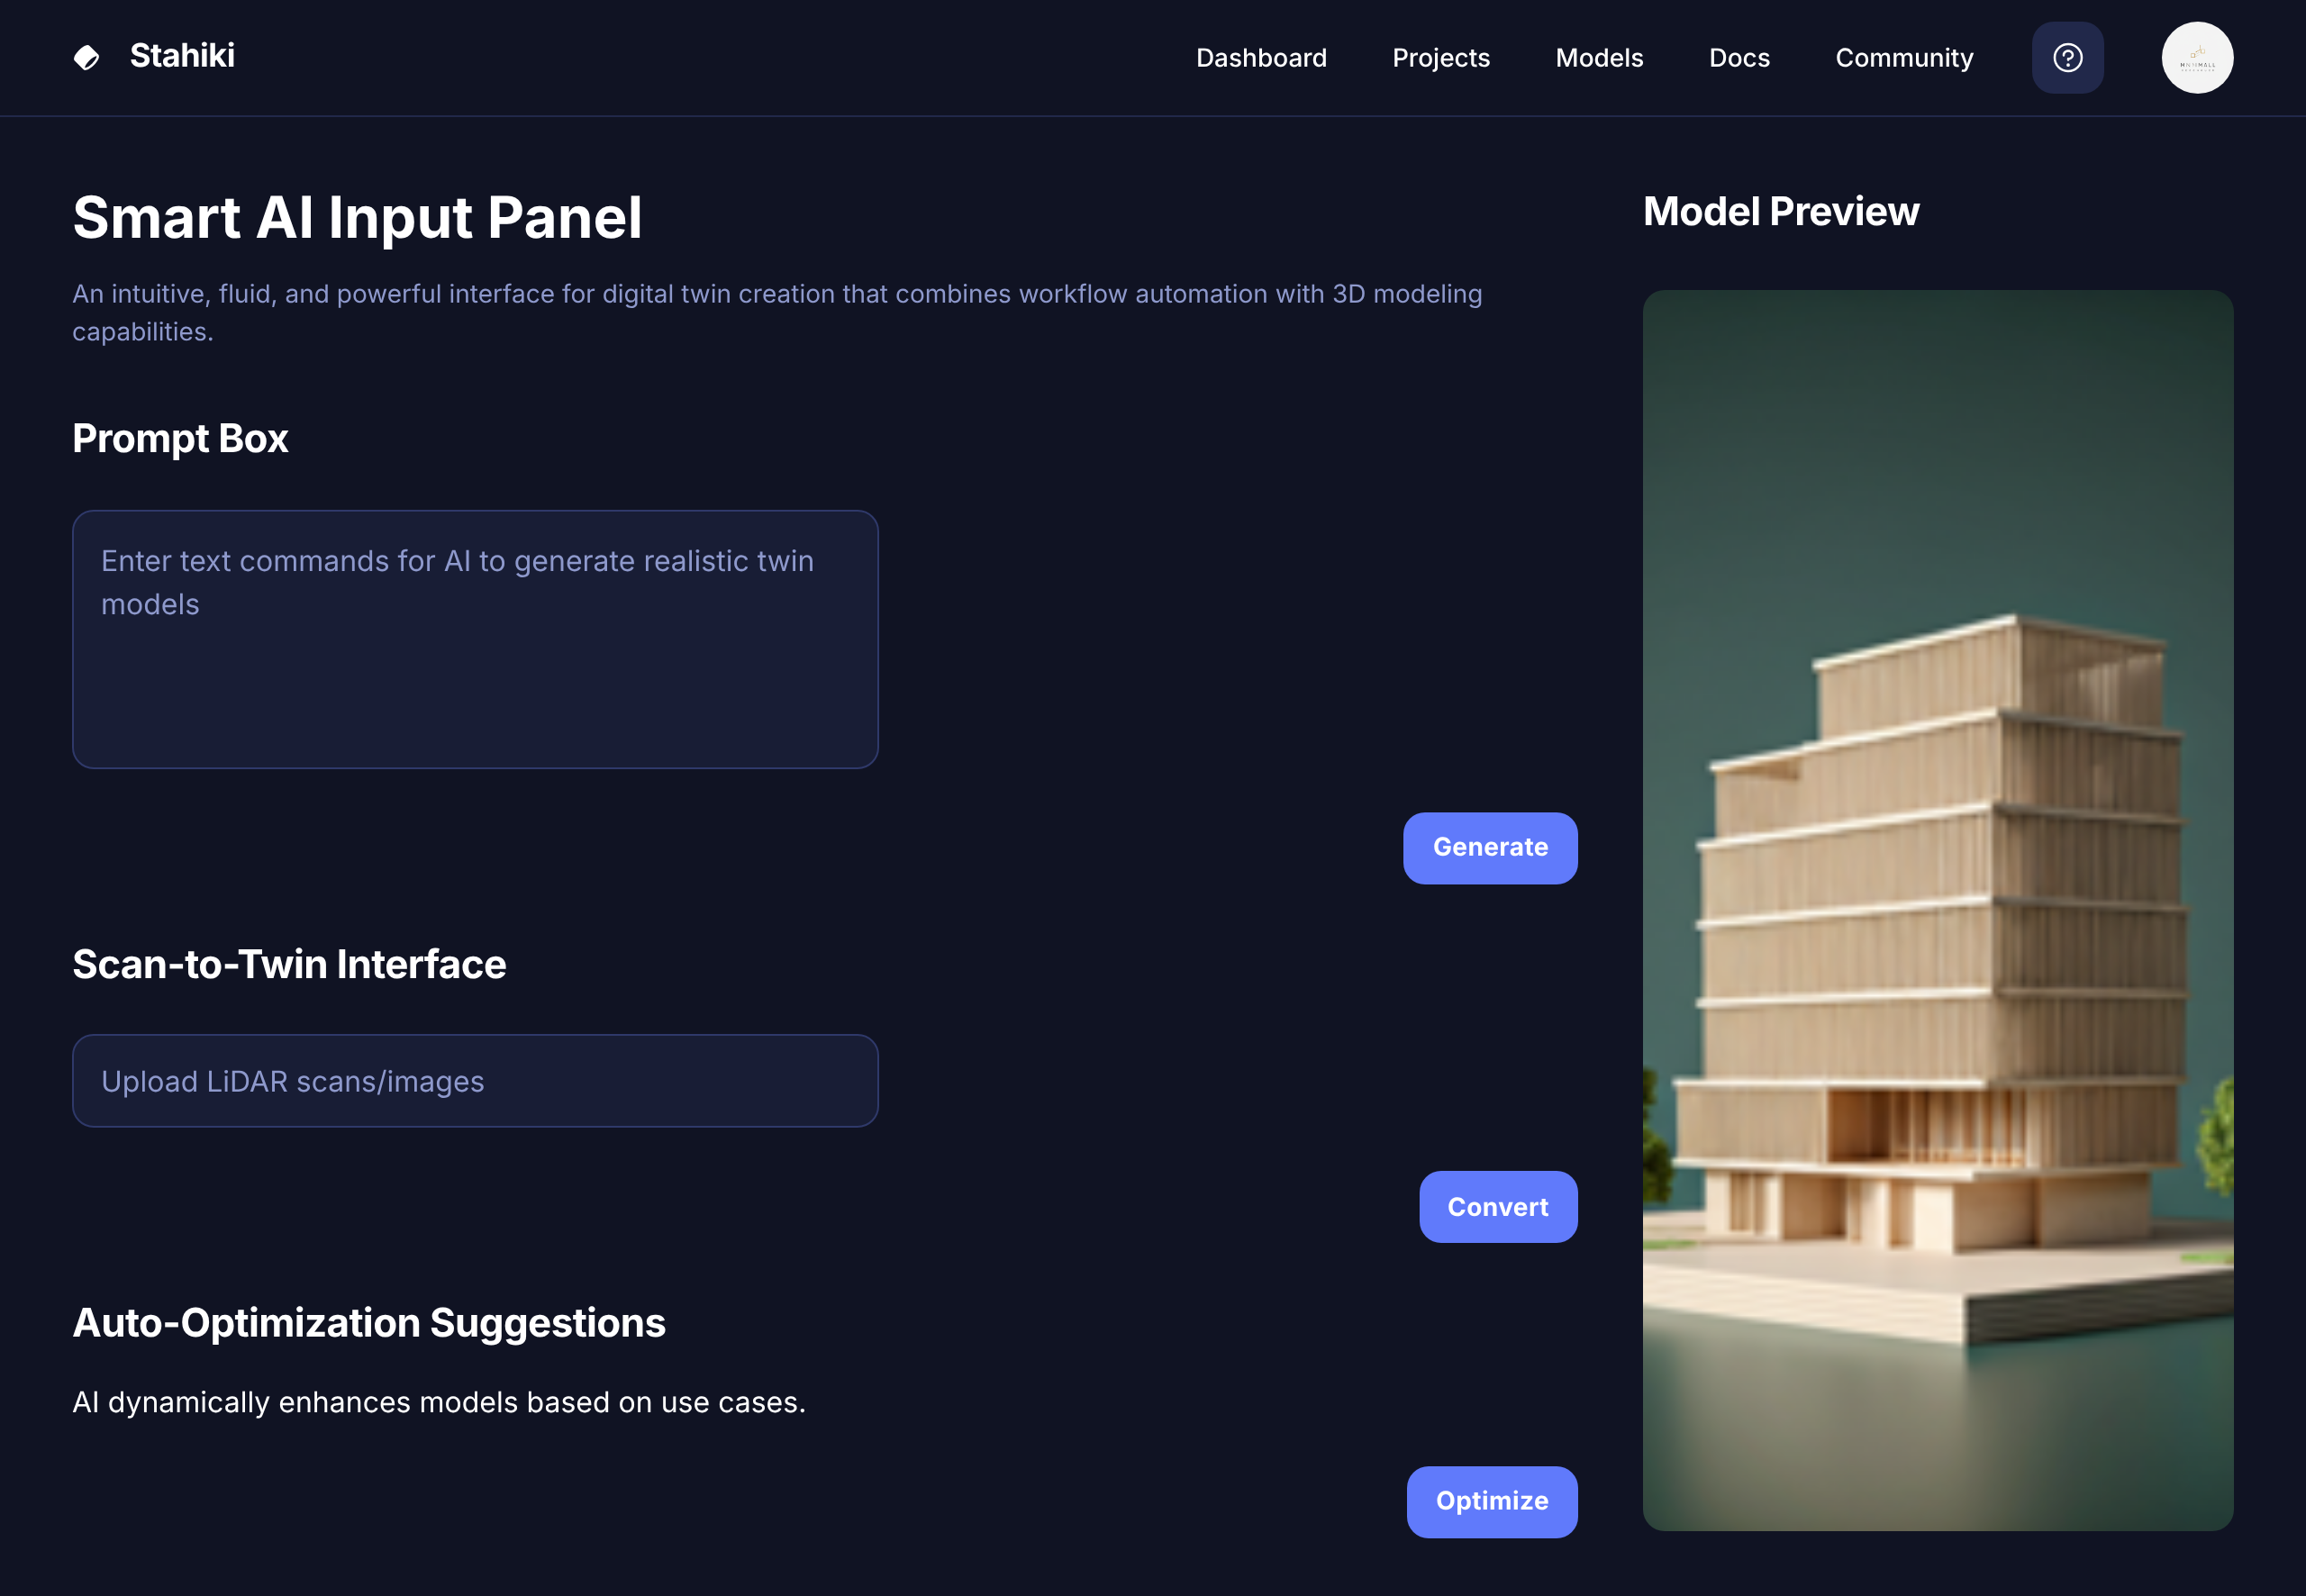 Stahiki
Dashboard
Projects
Models
Docs
Community
Smart AI Input Panel
An intuitive, fluid, and powerful interface for digital twin creation that combines workflow automation with 3D modeling
capabilities.
Prompt Box
Enter text commands for AI to generate realistic twin
models
Generate
Scan-to-Twin Interface
Upload LiDAR scans/images
Convert
Auto-Optimization Suggestions
AI dynamically enhances models based on use cases.
Optimize
Model Preview